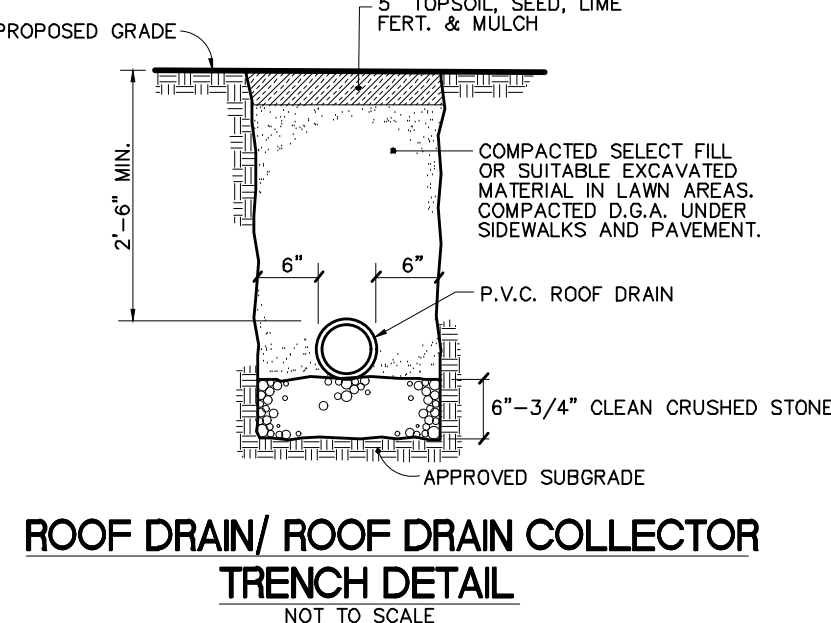 5" TOPSOIL, SEED, LIME
FERT. & MULCH
PROPOSED GRADE
COMPACTED SELECT FILL
OR SUITABLE EXCAVATED
MATERIAL IN LAWN AREAS.
COMPACTED D.G.A. UNDER
SIDEWALKS AND PAVEMENT.
2'-6" MIN.
6"
6"
P.V.C. ROOF DRAIN
6"-3/4" CLEAN CRUSHED STONE
APPROVED SUBGRADE
ROOF DRAIN/ ROOF DRAIN COLLECTOR
TRENCH DETAIL
NOT TO SCALE